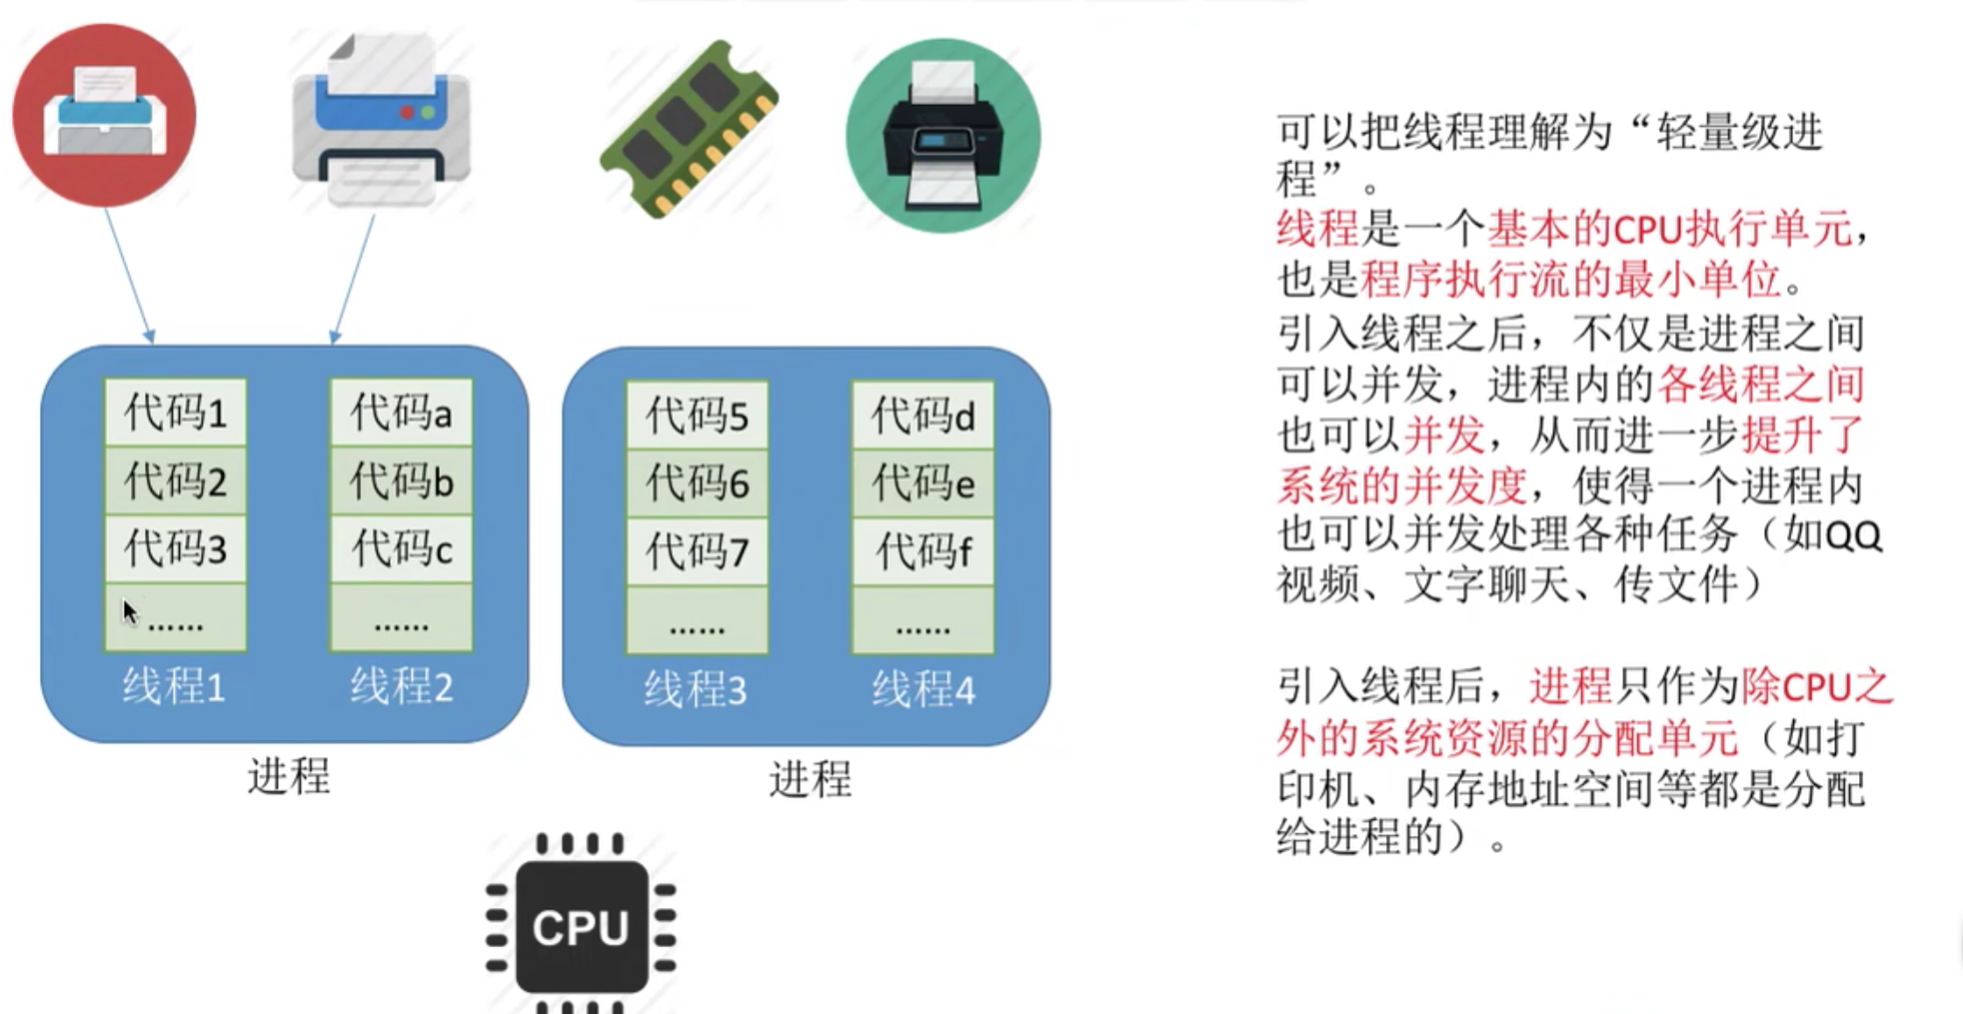 可以把线程理解为“轻量级进
程”。
线程是一个基本的CPU执行单元，
也是程序执行流的最小单位。
引入线程之后，不仅是进程之间
可以并发，进程内的各线程之间
也可以并发，从而进一步提升了
系统的并发度，使得一个进程内
也可以并发处理各种任务（如QQ
视频、文字聊天、传文件）
引入线程后，进程只作为除CPU之
外的系统资源的分配单元（如打
印机、内存地址空间等都是分配
给进程的）。
代码1
代码2
代码3
……
线程1
代码a
代码b
代码c
……
线程2
进程
代码5
代码6
代码7
……
线程3
代码d
代码e
代码f
……
线程4
进程
CPU